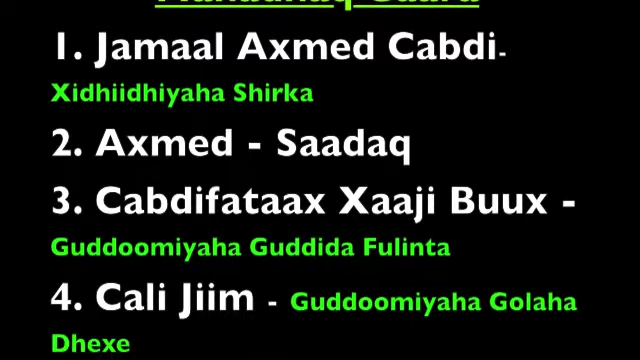 1. Jamaal Axmed Cabdi-
Xidhiidhiyaha Shirka
2. Axmed - Saadaq
3. Cabdifataax Xaaji Buux -
Guddoomiyaha Guddida Fulinta
4. Cali Jiim - Guddoomiyaha Golaha
Dhexe